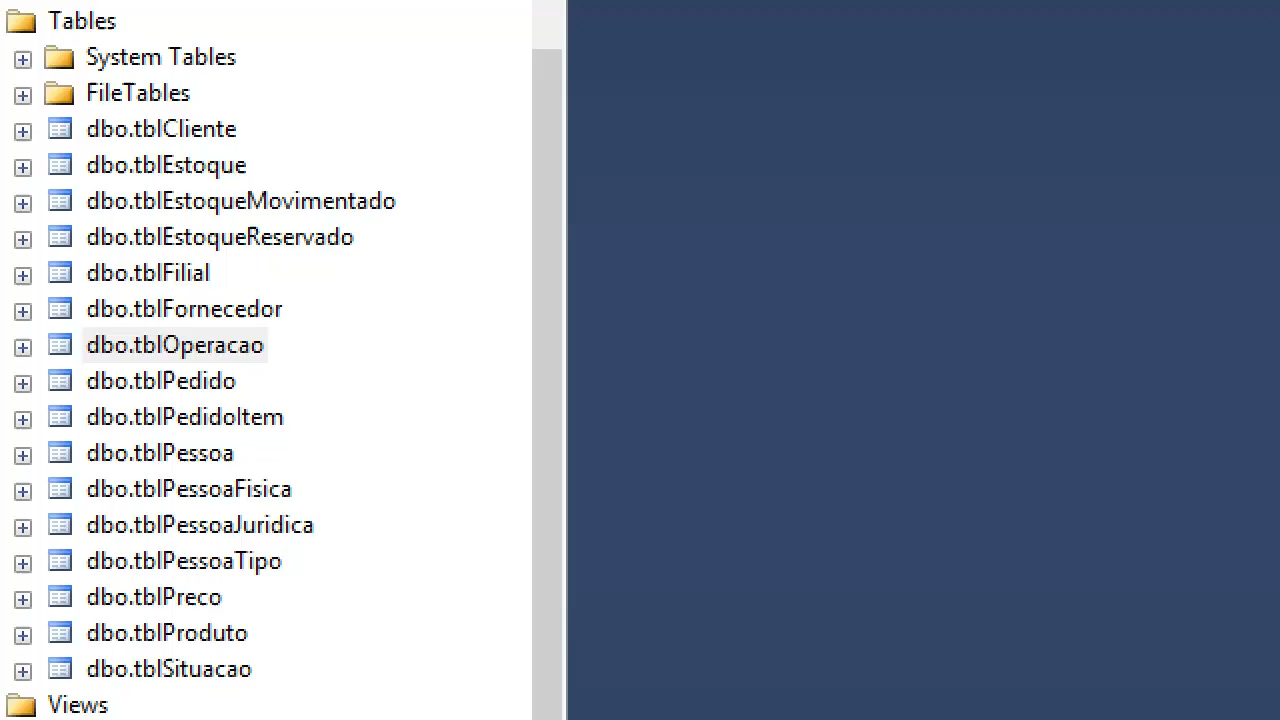 Tables
System Tables
FileTables
dbo.tblCliente
dbo.tblEstoque
dbo.tblEstoqueMovimentado
dbo.tblEstoqueReservado
dbo.tblFilial
dbo.tblFornecedor
dbo.tblOperacao
dbo.tblPedido
dbo.tblPedidoItem
dbo.tblPessoa
dbo.tblPessoaFisica
dbo.tblPessoaJuridica
dbo.tblPessoaTipo
dbo.tblPreco
dbo.tblProduto
dbo.tblSituacao
Views